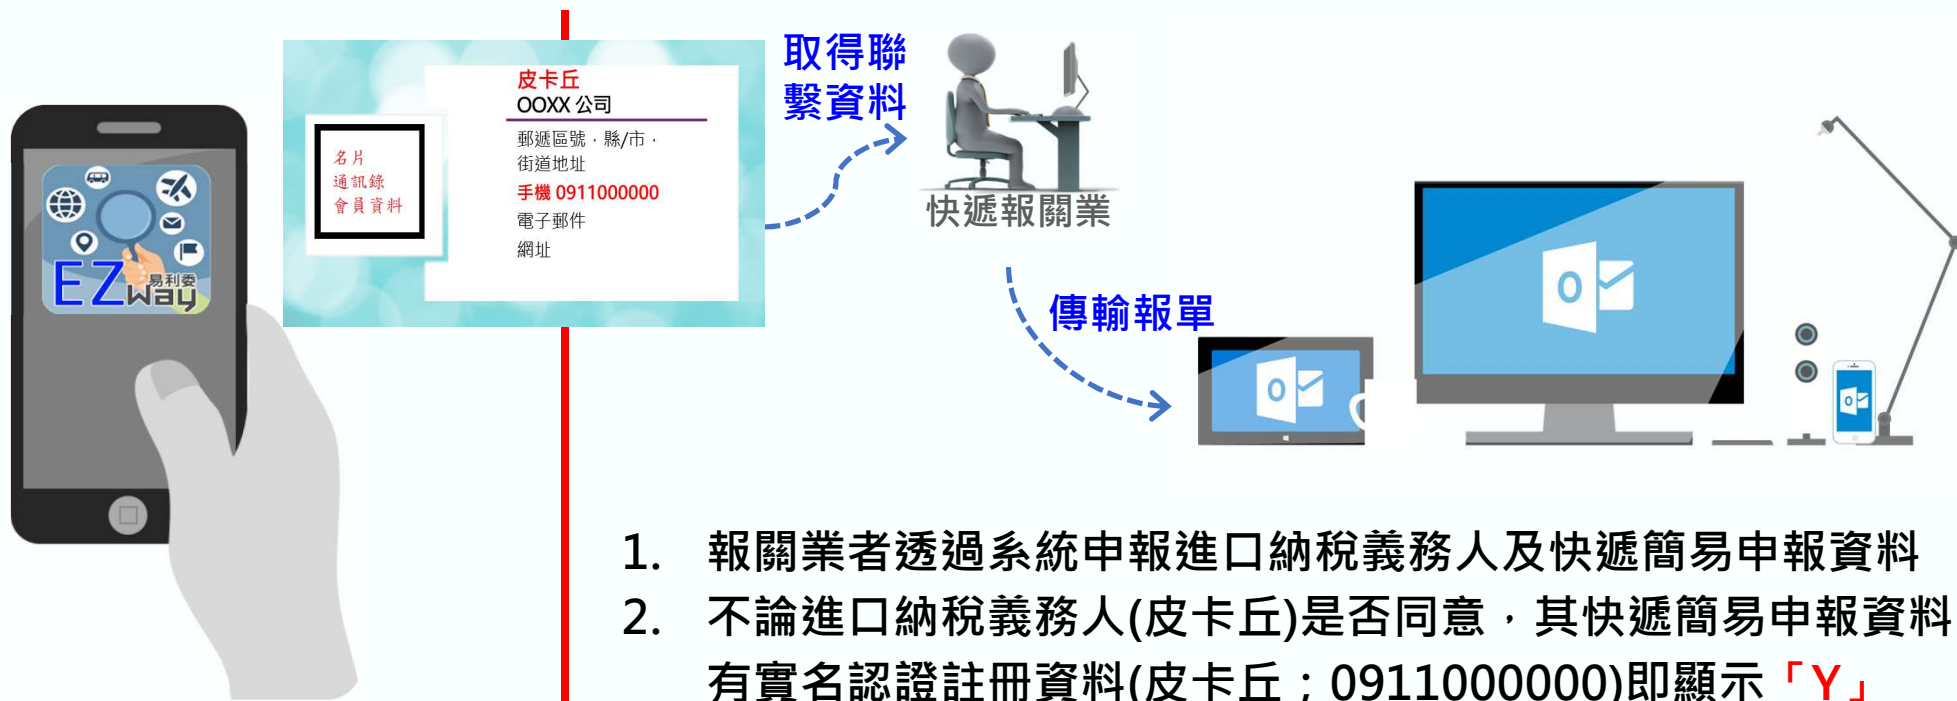 EZway
易利委
名片
通訊錄
會員資料
皮卡丘
OOXX 公司
郵遞區號，縣/市，
街道地址
手機 0911000000
電子郵件
網址
取得聯
繫資料
快遞報關業
傳輸報單
1. 報關業者透過系統申報進口納稅義務人及快遞簡易申報資料
2. 不論進口納稅義務人(皮卡丘)是否同意，其快遞簡易申報資料
有實名認證註冊資料(皮卡丘；0911000000)即顯示「Y」